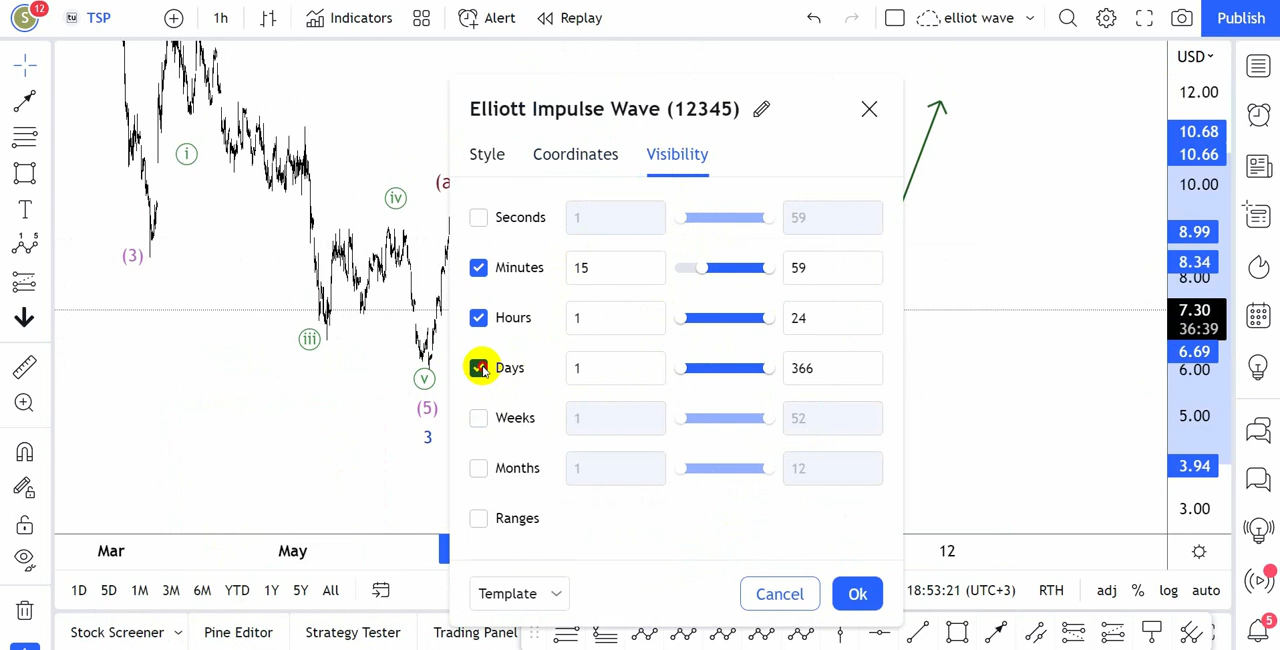 S 12 tu TSP 1h Indicators Alert Replay elliot wave Publish
USD
12.00
10.68
10.66
10.00
8.99
8.34
8.00
7.30
36:39
6.69
6.00
5.00
3.94
3.00
(3)
i
iii
iv
v
(5)
3
(a
Elliott Impulse Wave (12345)
Style Coordinates Visibility
Seconds 1 59
Minutes 15 59
Hours 1 24
Days 1 366
Weeks 1 52
Months 1 12
Ranges
Template Cancel Ok
Mar May 12
1D 5D 1M 3M 6M YTD 1Y 5Y All 18:53:21 (UTC+3) RTH adj % log auto
Stock Screener Pine Editor Strategy Tester Trading Panel
T
1 5
5